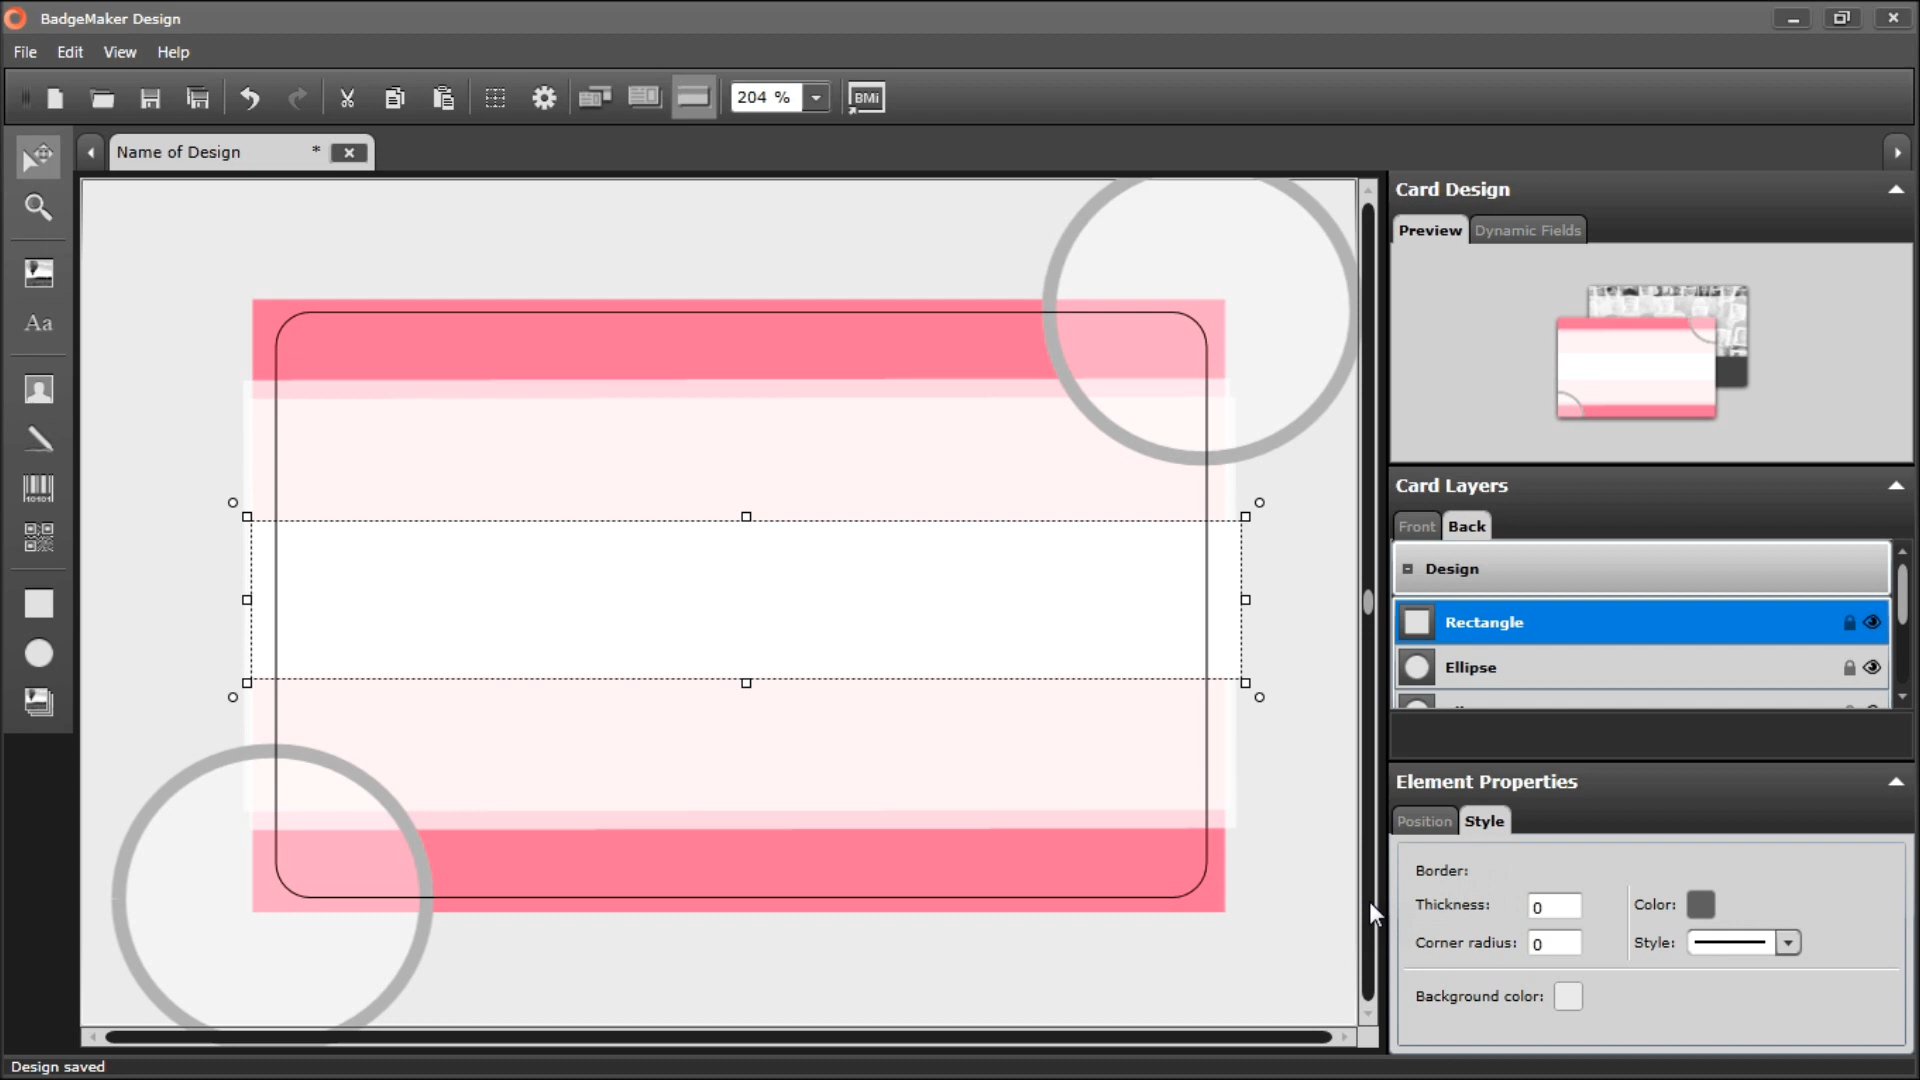 BadgeMaker Design
File Edit View Help
204 %
BMi
Name of Design *
Card Design
Preview Dynamic Fields
Aa
Card Layers
10101
Front Back
Design
Rectangle
Ellipse
Element Properties
Position Style
Border:
Thickness: 0 Color:
Corner radius: 0 Style:
Background color:
Design saved